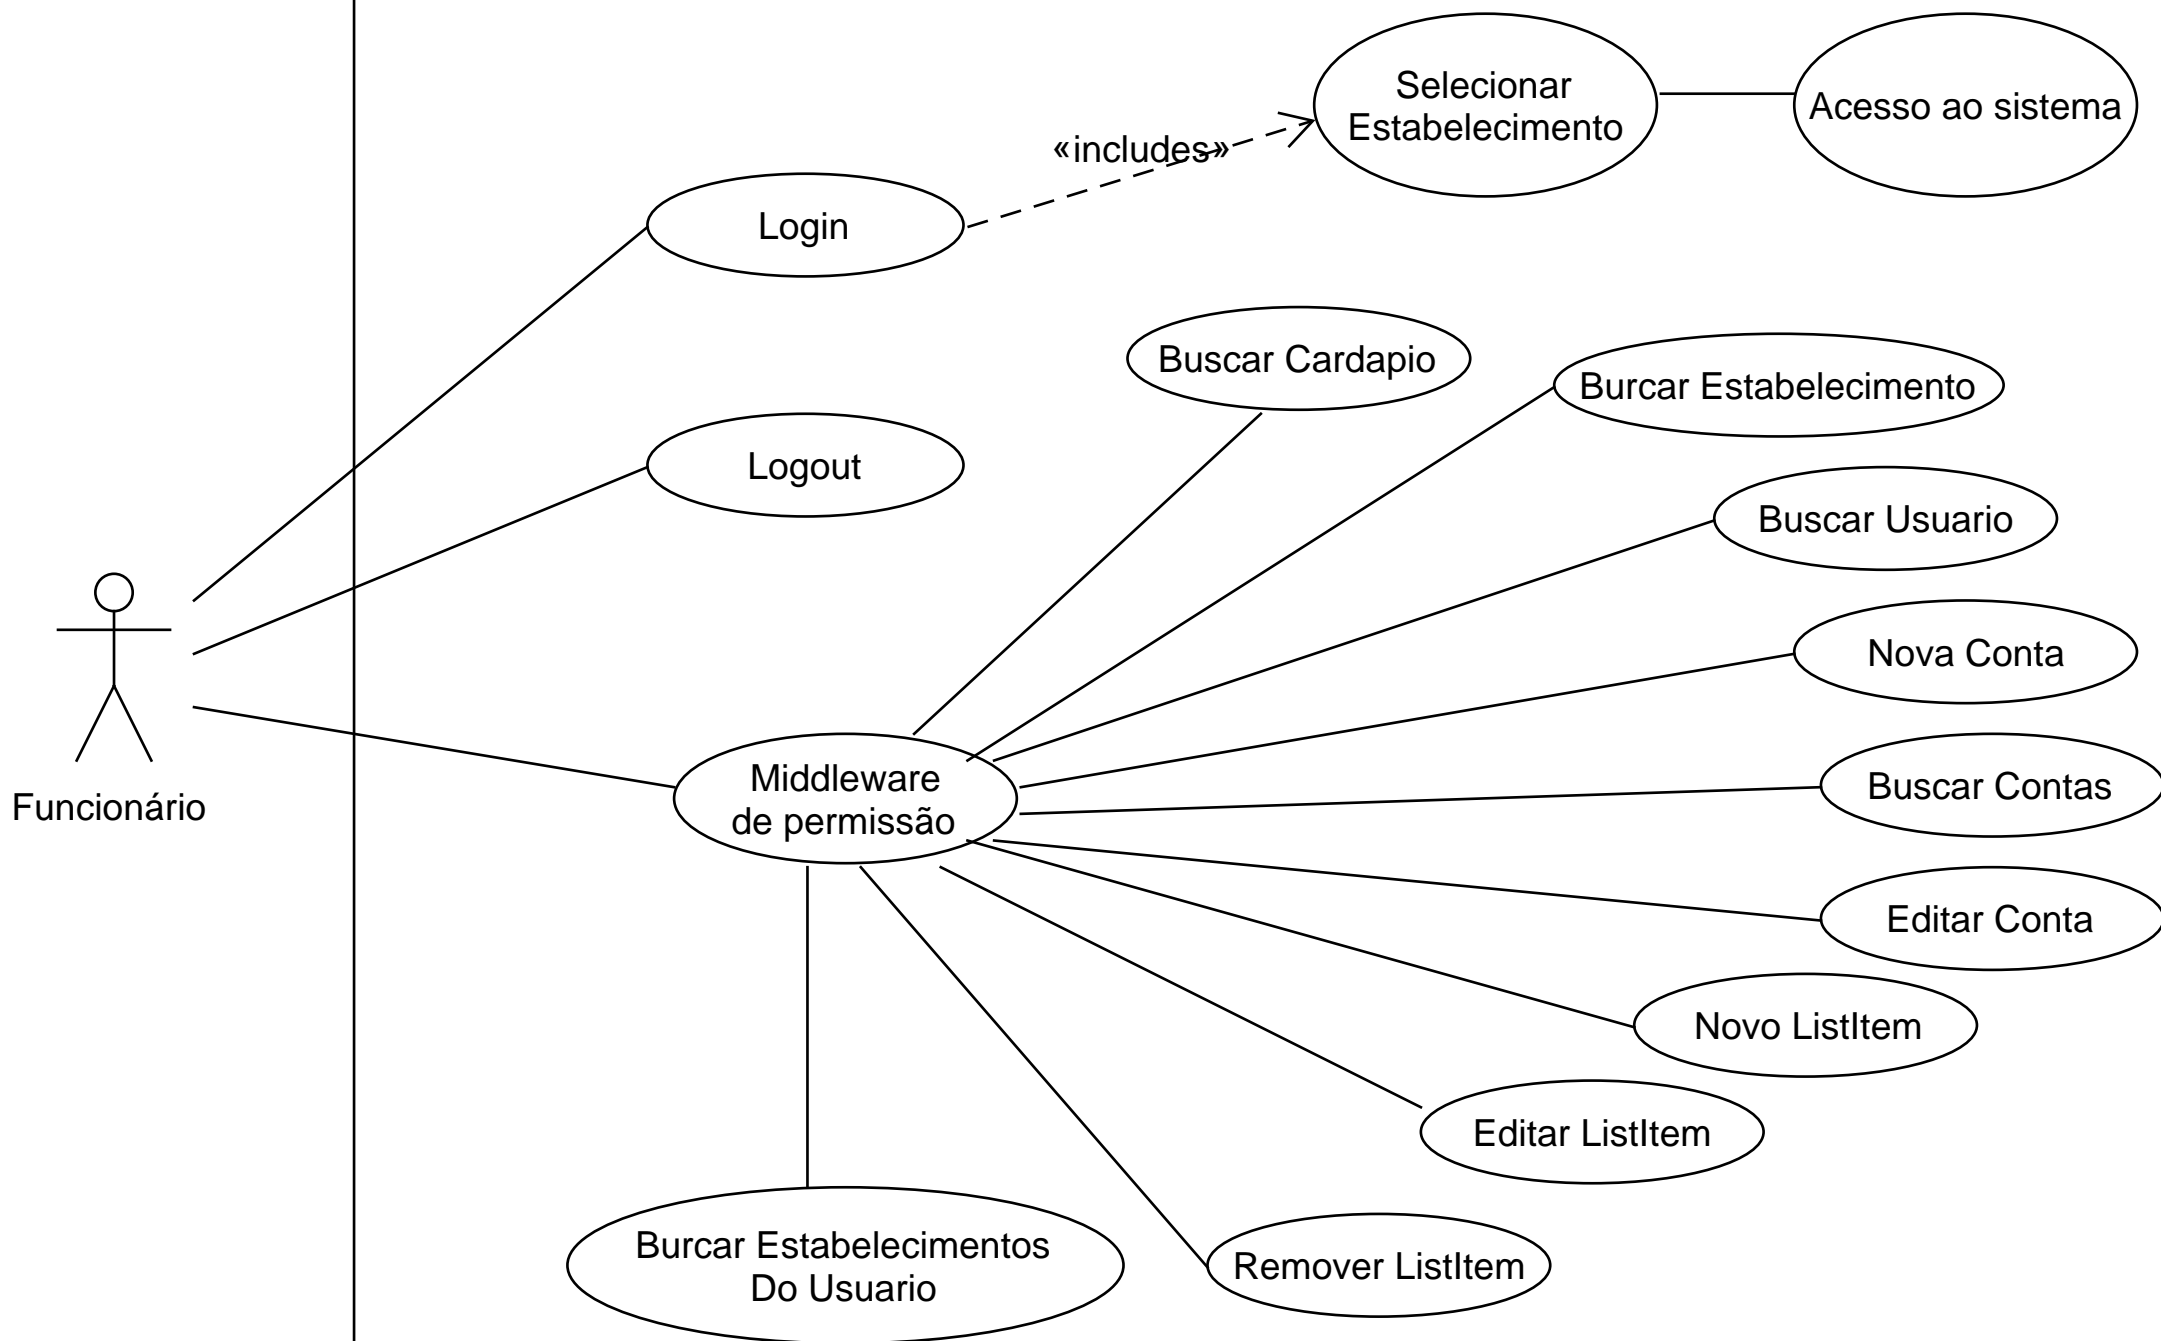 Selecionar
Estabelecimento
Acesso ao sistema
«includes»
Login
Buscar Cardapio
Burcar Estabelecimento
Logout
Buscar Usuario
Nova Conta
Middleware
de permissão
Buscar Contas
Funcionário
Editar Conta
Novo ListItem
Editar ListItem
Burcar Estabelecimentos
Do Usuario
Remover ListItem